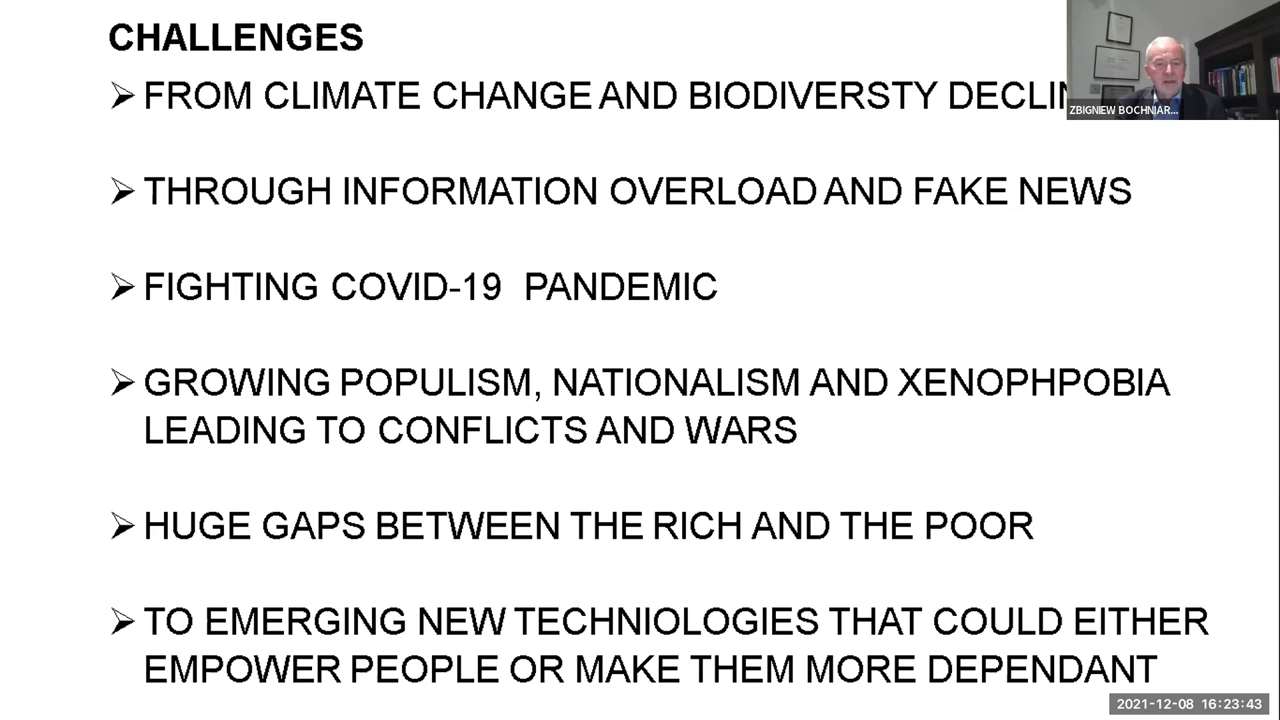 CHALLENGES
➢ FROM CLIMATE CHANGE AND BIODIVERSTY
ZBIGNIEW BOCHNIAR...
➢ THROUGH INFORMATION OVERLOAD AND FAKE NEWS
➢ FIGHTING COVID-19 PANDEMIC
➢ GROWING POPULISM, NATIONALISM AND XENOPHPOBIA
LEADING TO CONFLICTS AND WARS
➢ HUGE GAPS BETWEEN THE RICH AND THE POOR
➢ TO EMERGING NEW TECHNIOLOGIES THAT COULD EITHER
EMPOWER PEOPLE OR MAKE THEM MORE DEPENDANT
2021-12-08 16:23:43